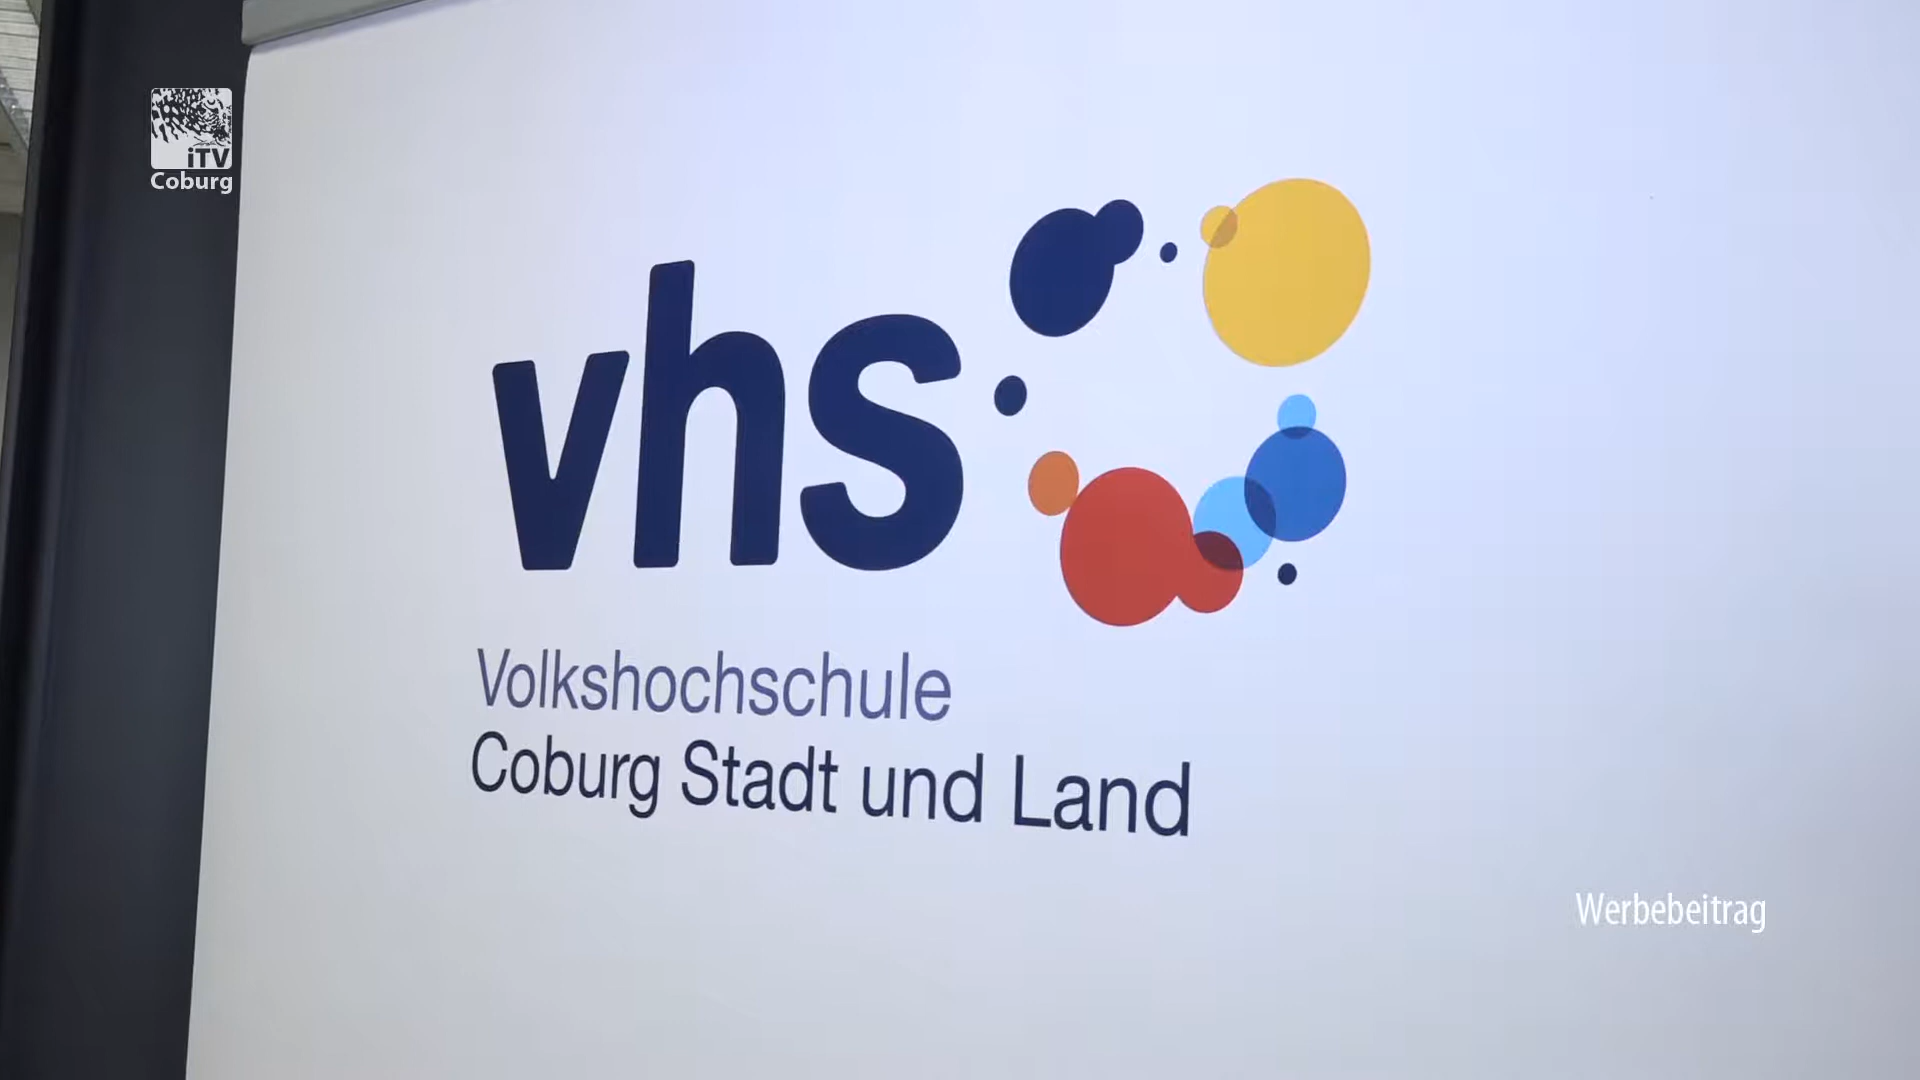 iTV
Coburg
vhs
Volkshochschule
Coburg Stadt und Land
Werbebeitrag